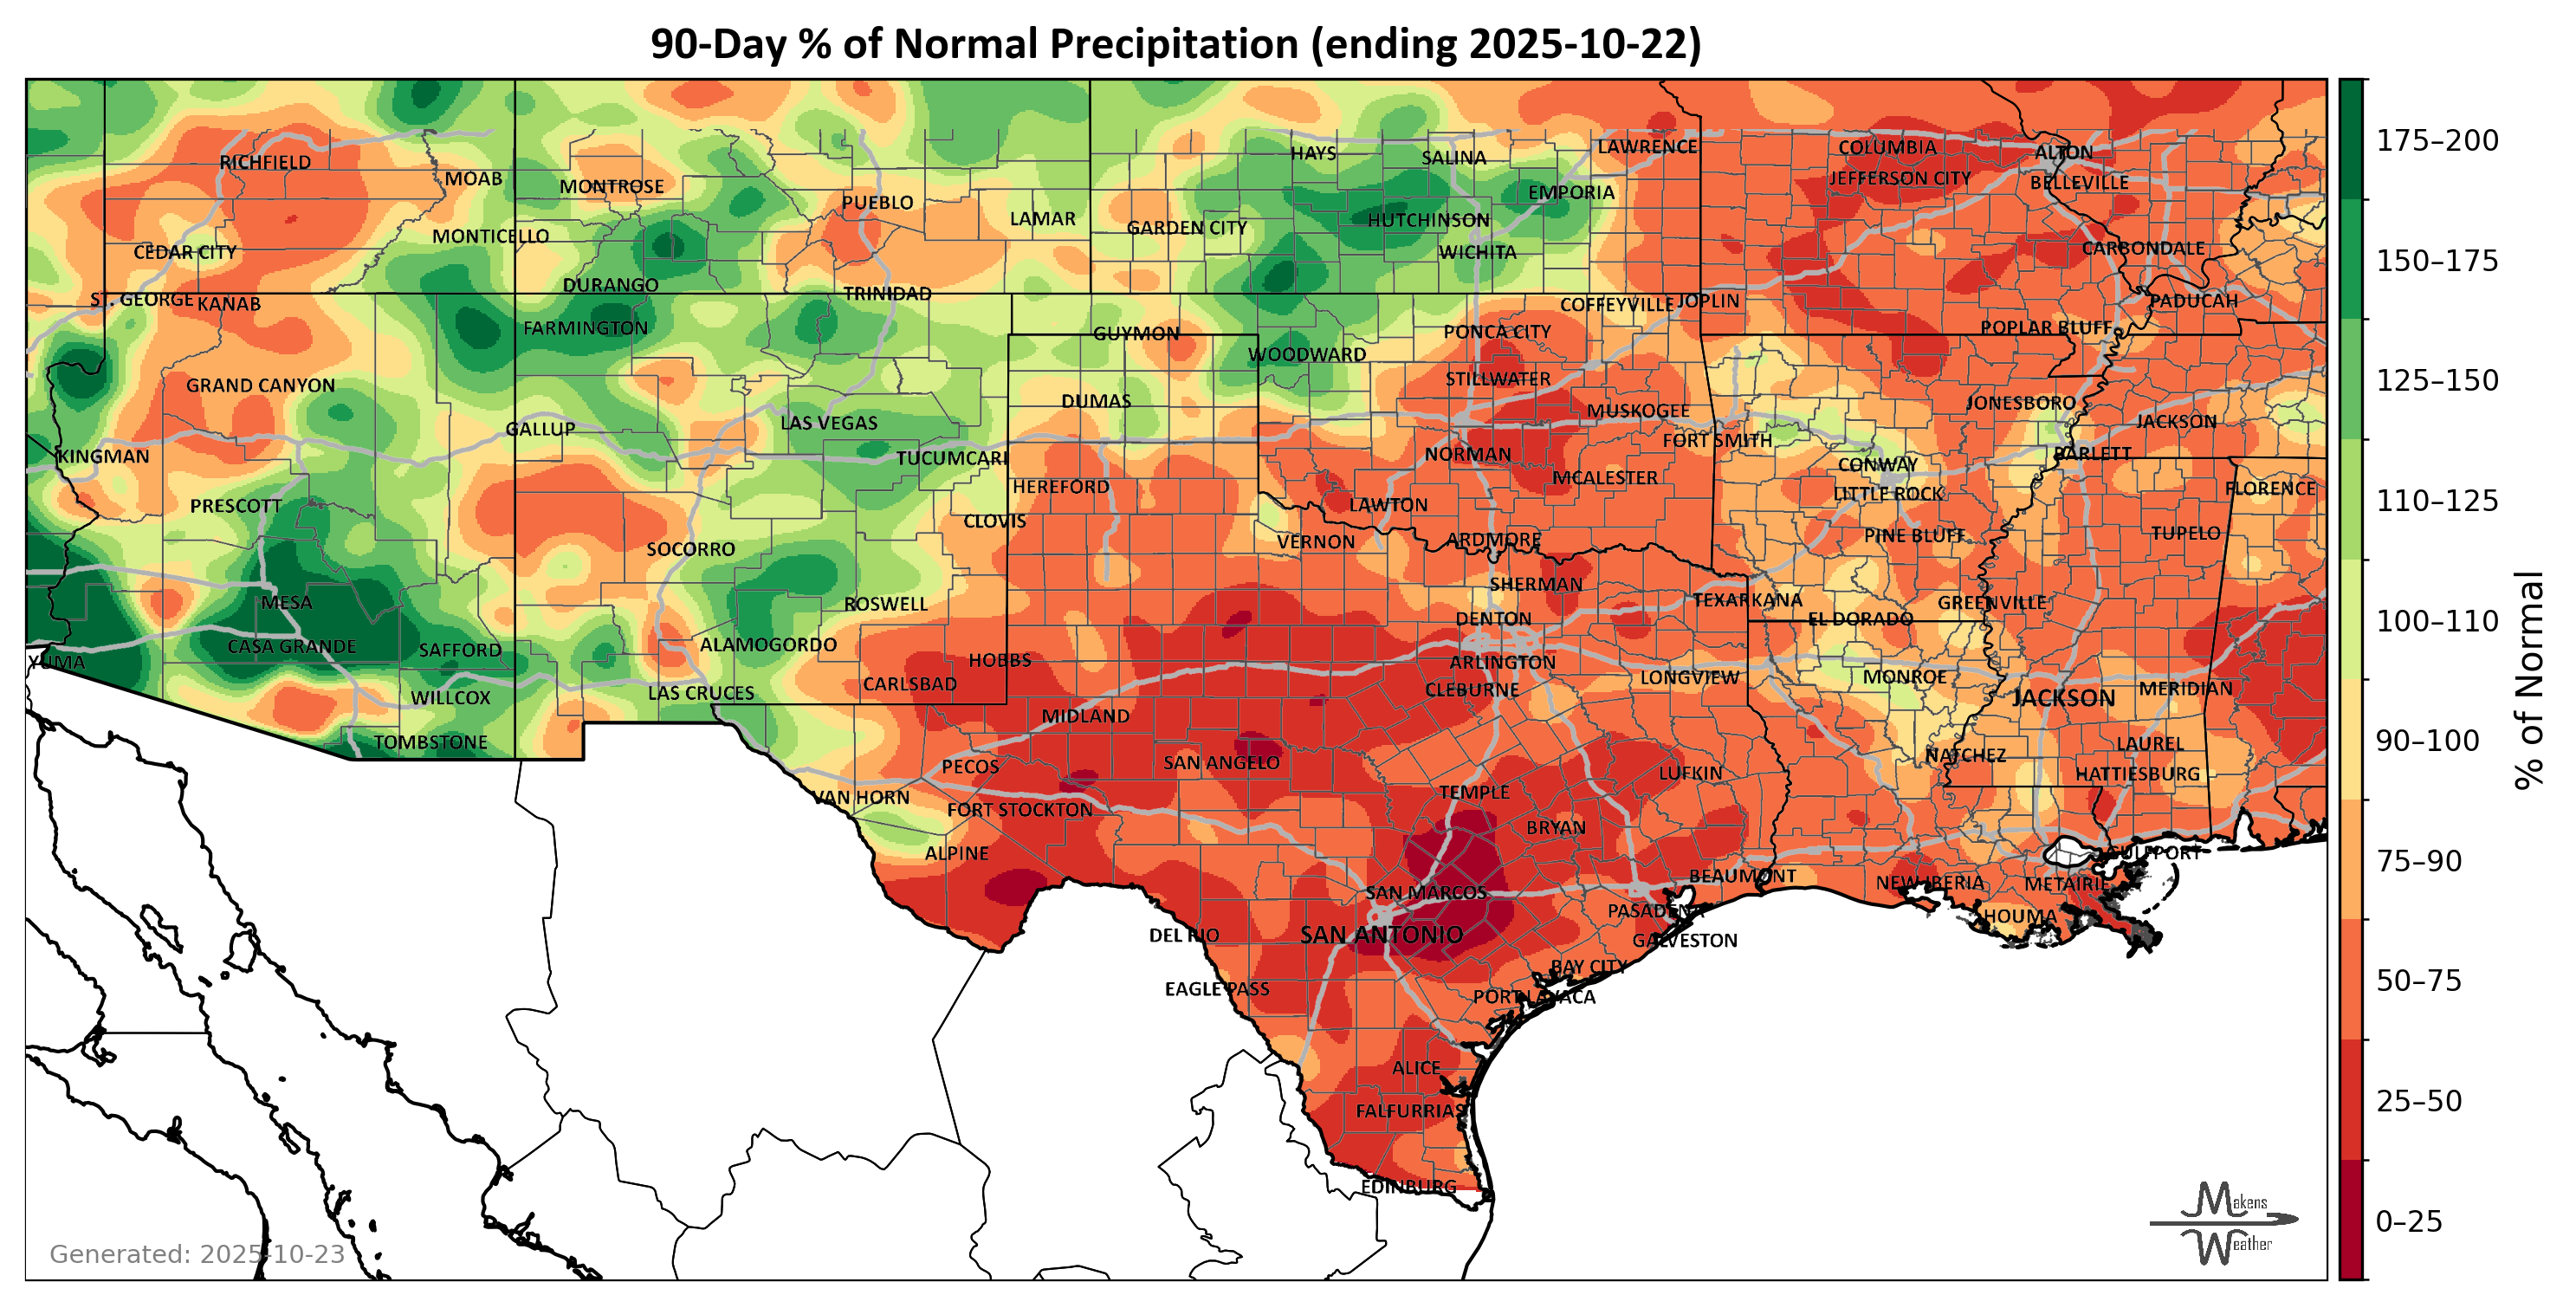 90-Day % of Normal Precipitation (ending 2025-10-22)
RICHFIELD
MOAB
MONTROSE
PUEBLO
LAMAR
HAYS
SALINA
LAWRENCE
COLUMBIA
ALTON
JEFFERSON CITY
BELLEVILLE
EMPORIA
GARDEN CITY
HUTCHINSON
MONTICELLO
CEDAR CITY
WICHITA
CARBONDALE
DURANGO
TRINIDAD
ST. GEORGE
KANAB
COFFEYVILLE
JOPLIN
PADUCAH
FARMINGTON
GUYMON
PONCA CITY
POPLAR BLUFF
WOODWARD
GRAND CANYON
STILLWATER
DUMAS
MUSKOGEE
JONESBORO
JACKSON
GALLUP
LAS VEGAS
FORT SMITH
KINGMAN
TUCUMCARI
NORMAN
BARLETT
CONWAY
HEREFORD
MCALESTER
LITTLE ROCK
FLORENCE
PRESCOTT
LAWTON
CLOVIS
SOCORRO
VERNON
ARDMORE
PINE BLUFF
TUPELO
SHERMAN
MESA
ROSWELL
TEXARKANA
GREENVILLE
DENTON
EL DORADO
CASA GRANDE
SAFFORD
ALAMOGORDO
YUMA
HOBBS
ARLINGTON
LONGVIEW
MONROE
CARLSBAD
CLEBURNE
MERIDIAN
WILLCOX
LAS CRUCES
JACKSON
MIDLAND
TOMBSTONE
LAUREL
NATCHEZ
PECOS
SAN ANGELO
LUFKIN
HATTIESBURG
VAN HORN
TEMPLE
FORT STOCKTON
BRYAN
ALPINE
GULFPORT
BEAUMONT
NEW IBERIA
METAIRIE
SAN MARCOS
PASADENA
HOUMA
DEL RIO
SAN ANTONIO
GALVESTON
BAY CITY
EAGLE PASS
PORT LAVACA
ALICE
FALFURRIAS
EDINBURG
175–200
150–175
125–150
110–125
100–110
90–100
75–90
50–75
25–50
0–25
% of Normal
Generated: 2025-10-23
Makens
Weather